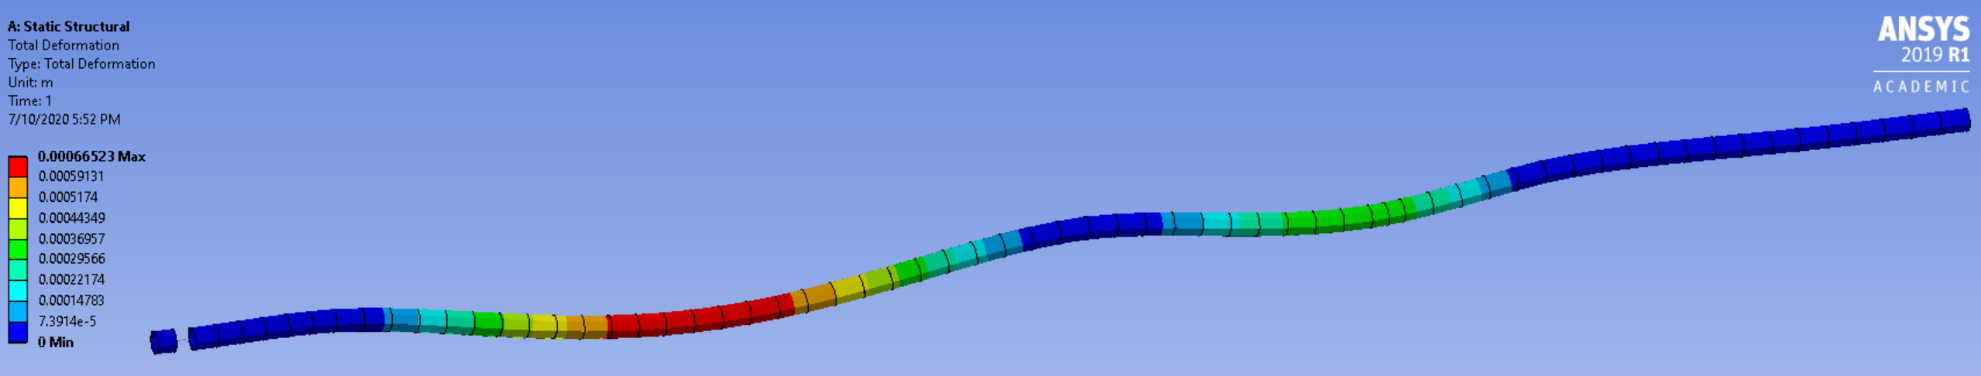 A: Static Structural
Total Deformation
Type: Total Deformation
Unit: m
Time: 1
7/10/2020 5:52 PM
0.00066523 Max
0.00059131
0.0005174
0.00044349
0.00036957
0.00029566
0.00022174
0.00014783
7.3914e-5
0 Min
ANSYS
2019 R1
ACADEMIC